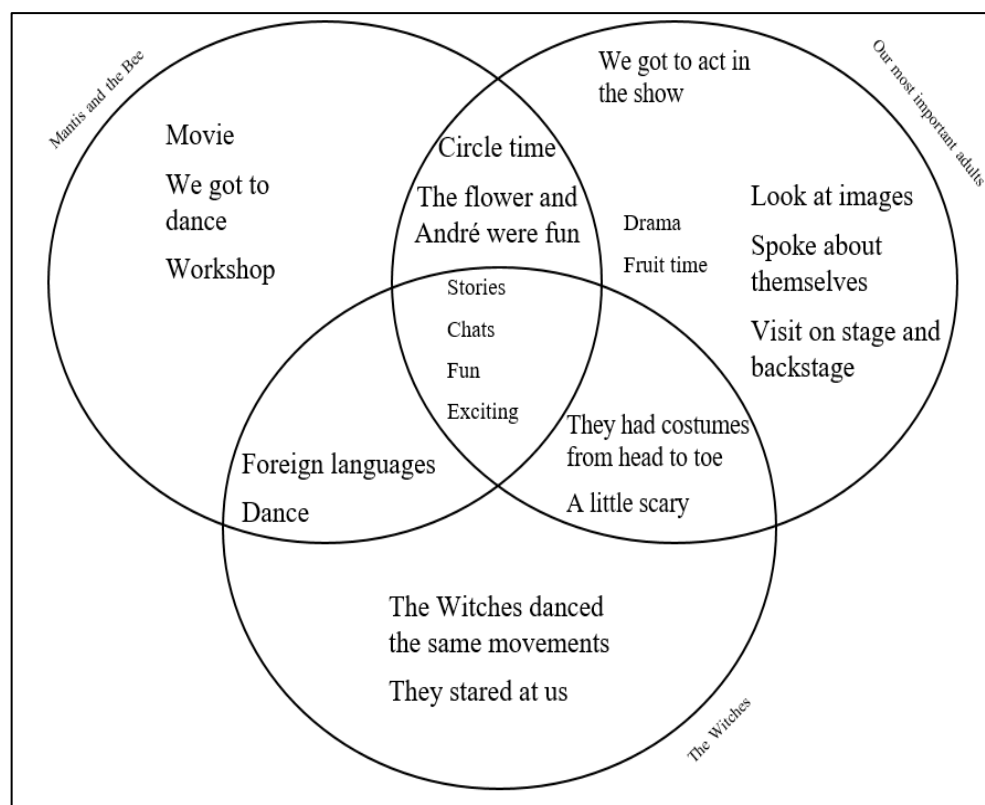 Mantis and the Bee
Our most important adults
We got to act in
the show
Movie
We got to
dance
Workshop
Circle time
The flower and
André were fun
Drama
Fruit time
Look at images
Spoke about
themselves
Visit on stage and
backstage
Stories
Chats
Fun
Exciting
Foreign languages
Dance
They had costumes
from head to toe
A little scary
The Witches danced
the same movements
They stared at us
The Witches